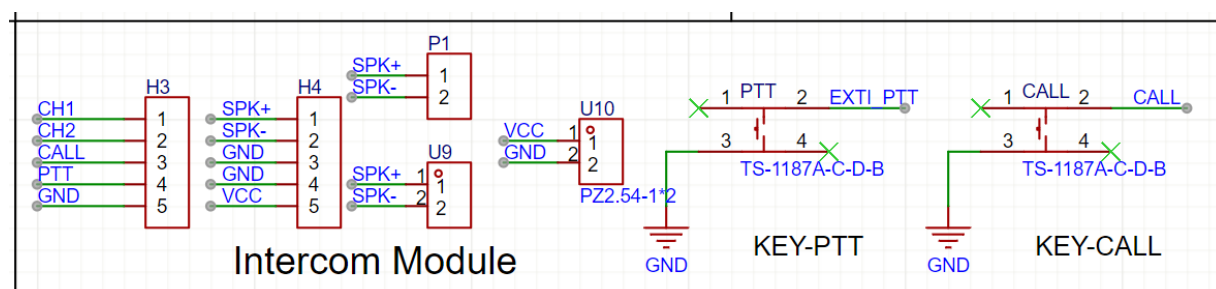 P1
SPK+ 1
SPK- 2
H3
CH1 1
CH2 2
CALL 3
PTT 4
GND 5
H4
SPK+ 1
SPK- 2
GND 3
GND 4
VCC 5
U9
SPK+ 1 1
SPK- 2 2
U10
VCC 1 1
GND 2 2
PZ2.54-1*2
1 PTT 2 EXTI_PTT
3 4
TS-1187A-C-D-B
GND
KEY-PTT
1 CALL 2 CALL
3 4
TS-1187A-C-D-B
GND
KEY-CALL
Intercom Module